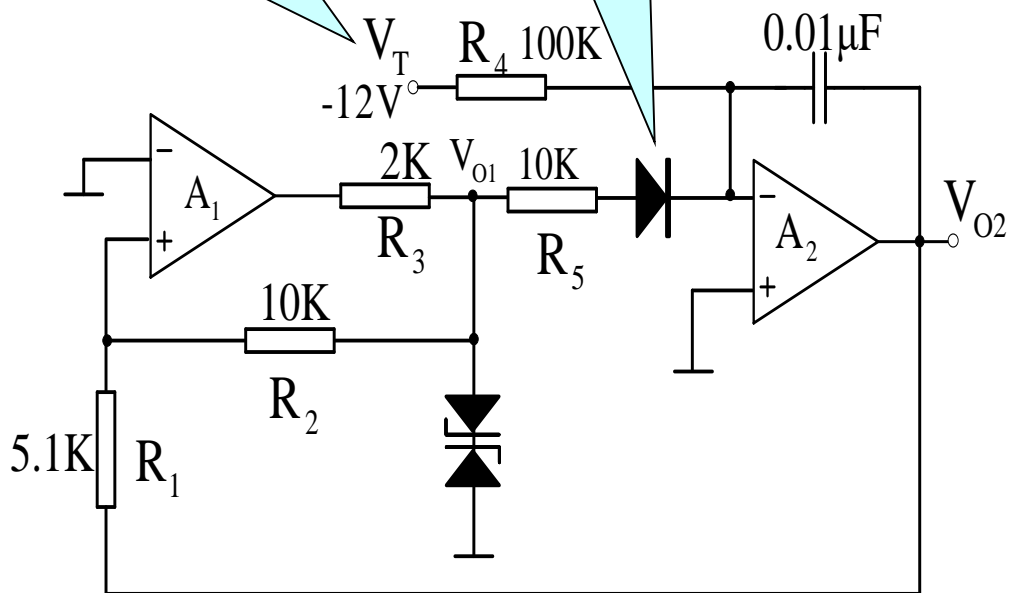 V_T
-12V
R_4 100K
0.01μF
A_1
-
+
2K
R_3
V_O1
10K
R_5
-
+
A_2
V_O2
10K
R_2
5.1K
R_1